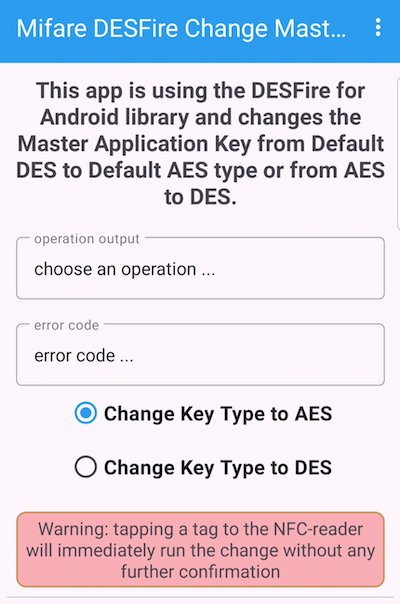 Mifare DESFire Change Mast...
This app is using the DESFire for
Android library and changes the
Master Application Key from Default
DES to Default AES type or from AES
to DES.
operation output
choose an operation ...
error code
error code ...
Change Key Type to AES
Change Key Type to DES
Warning: tapping a tag to the NFC-reader
will immediately run the change without any
further confirmation